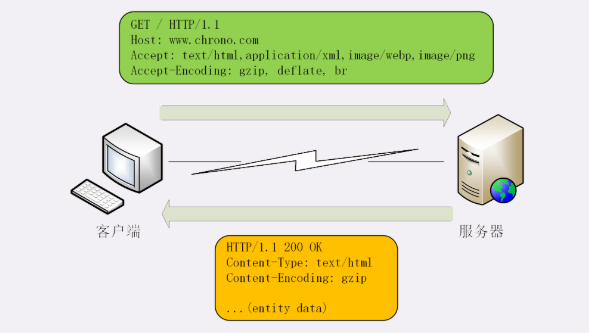 GET / HTTP/1.1
Host: www.chrono.com
Accept: text/html,application/xml,image/webp,image/png
Accept-Encoding: gzip, deflate, br
客户端
服务器
HTTP/1.1 200 OK
Content-Type: text/html
Content-Encoding: gzip
...(entity data)